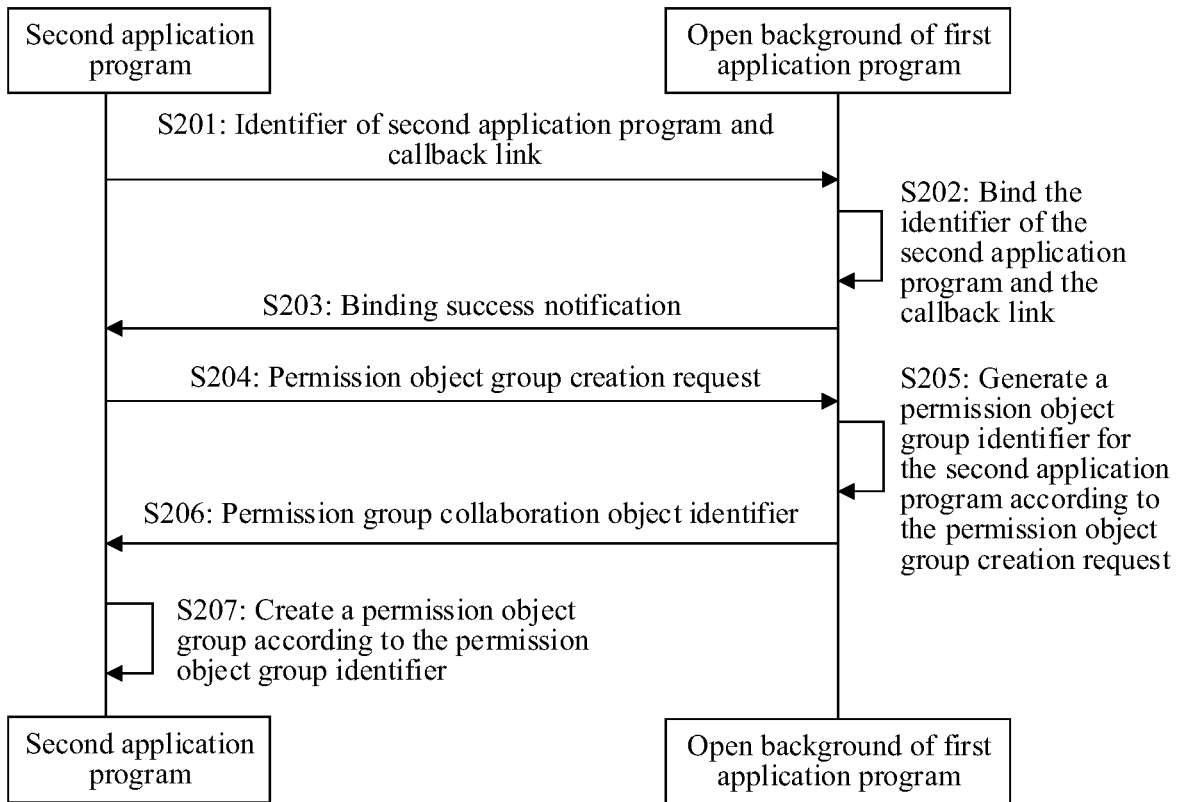 Second application
program
Open background of first
application program
S201: Identifier of second application program and
callback link
S202: Bind the
identifier of the
second application
program and the
callback link
S203: Binding success notification
S204: Permission object group creation request
S205: Generate a
permission object
group identifier for
the second application
program according to
the permission object
group creation request
S206: Permission group collaboration object identifier
S207: Create a permission object
group according to the permission
object group identifier
Second application
program
Open background of first
application program